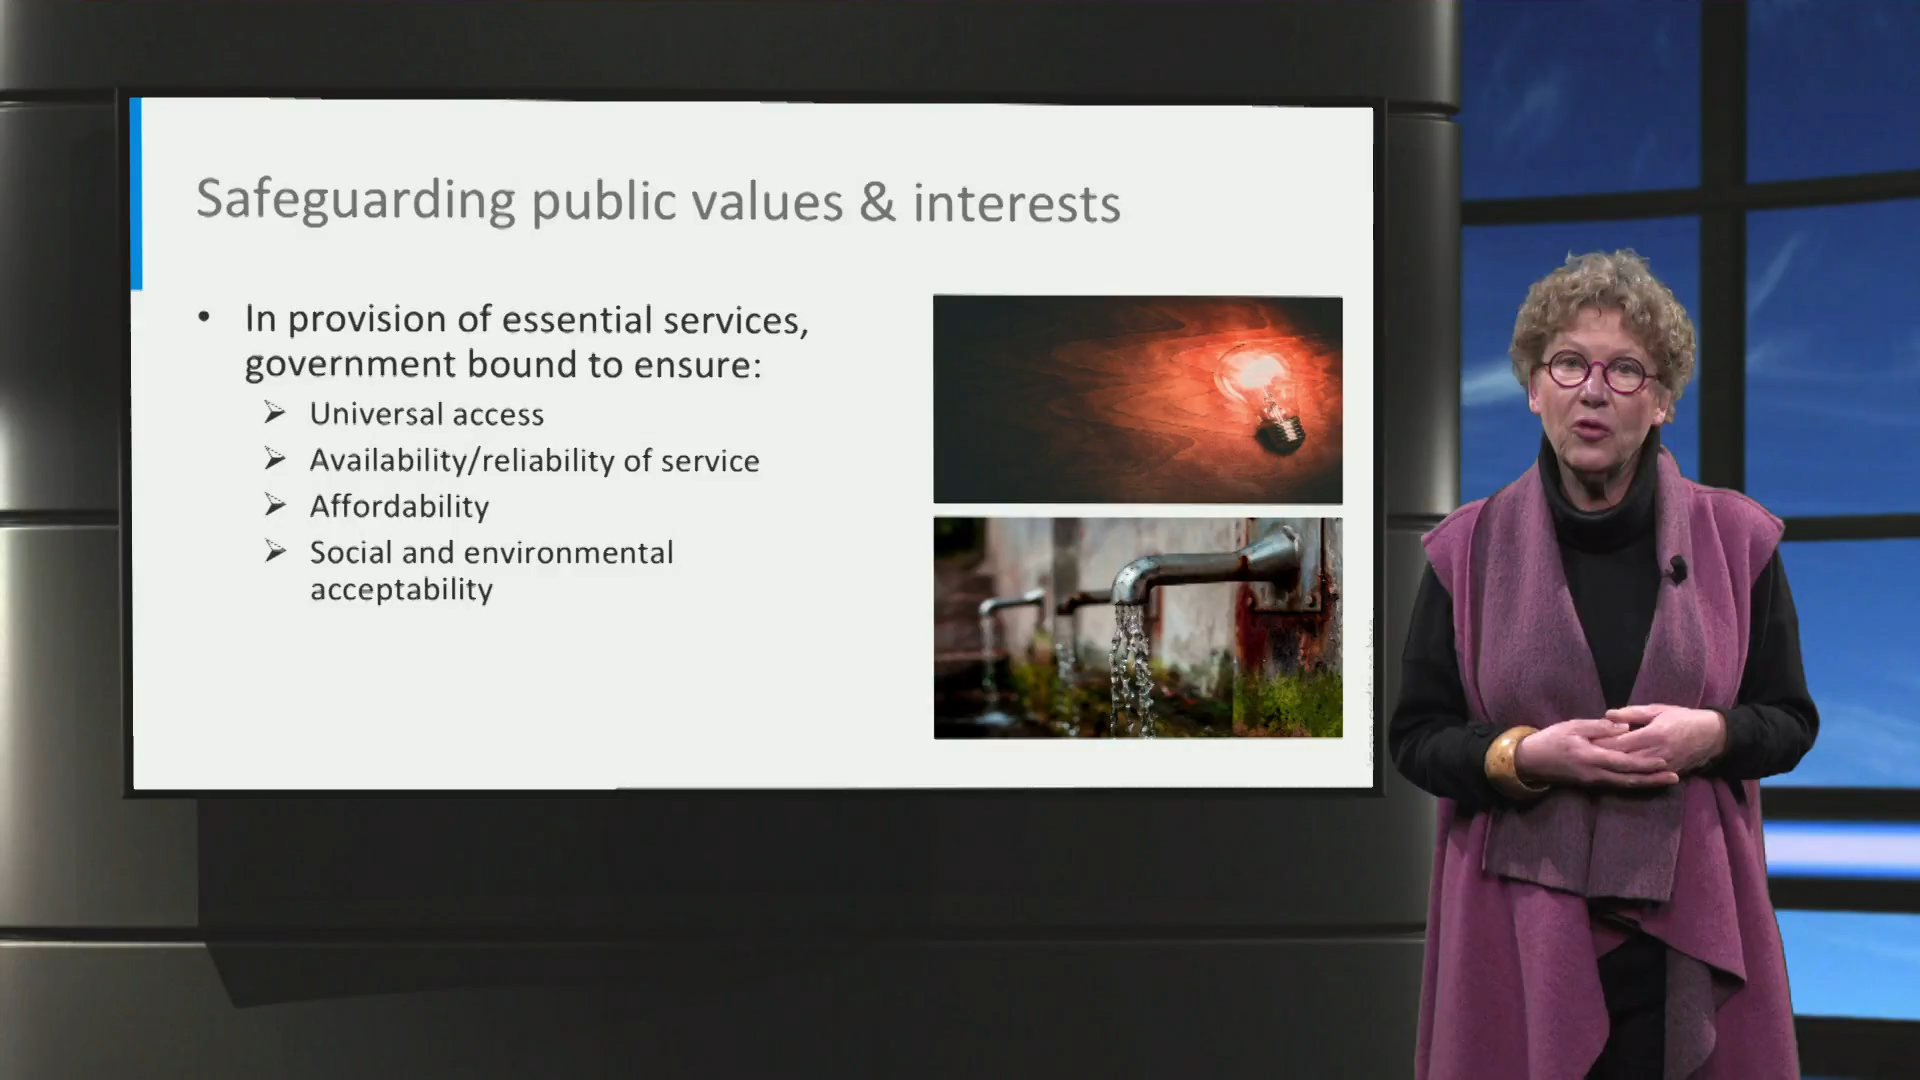 Safeguarding public values & interests
• In provision of essential services,
government bound to ensure:
➢ Universal access
➢ Availability/reliability of service
➢ Affordability
➢ Social and environmental
acceptability